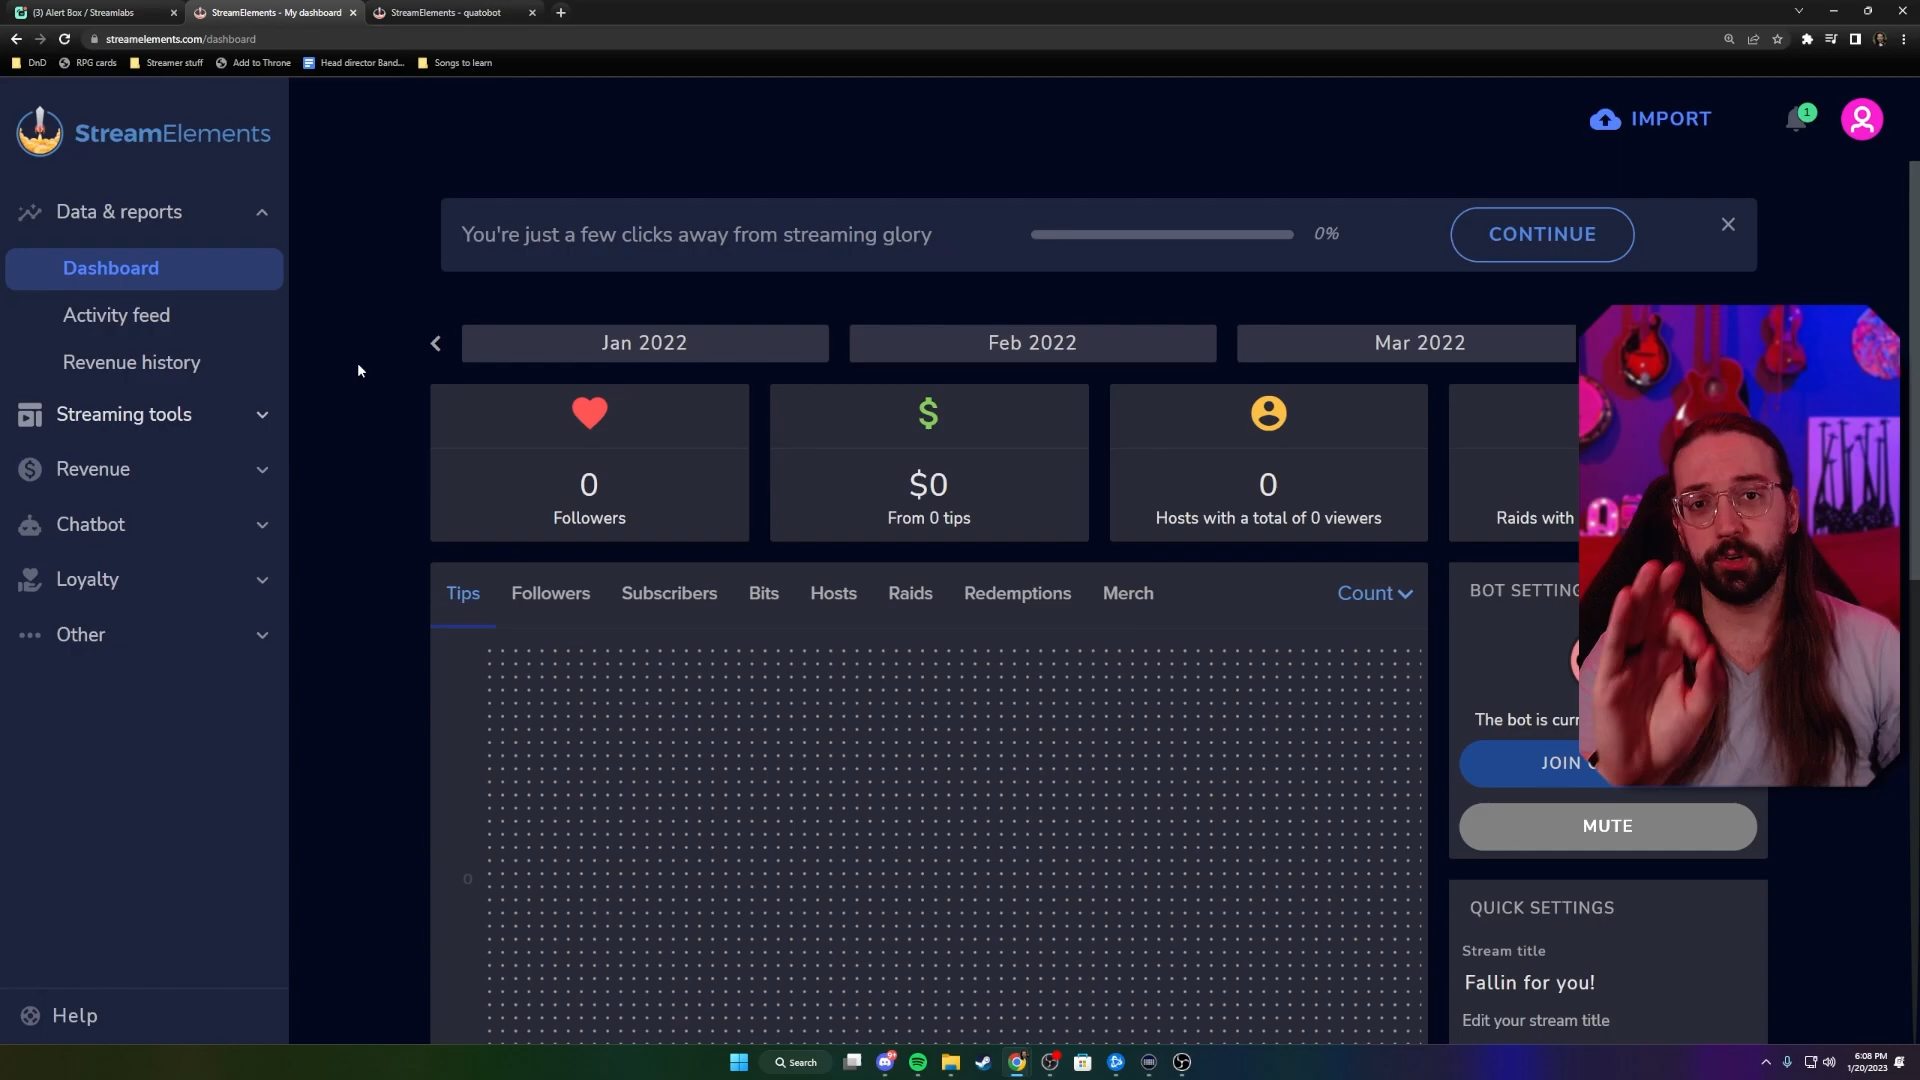 (3) Alert Box / Streamlabs
StreamElements - My dashboard
StreamElements - quatobot
streamelements.com/dashboard
DnD
RPG cards
Streamer stuff
Add to Throne
Head director Band...
Songs to learn
StreamElements
IMPORT
1
Data & reports
Dashboard
Activity feed
Revenue history
Streaming tools
Revenue
Chatbot
Loyalty
Other
Help
You're just a few clicks away from streaming glory
0%
CONTINUE
Jan 2022
Feb 2022
Mar 2022
0
Followers
$0
From 0 tips
0
Hosts with a total of 0 viewers
Raids with
Tips
Followers
Subscribers
Bits
Hosts
Raids
Redemptions
Merch
Count
0
BOT SETTING
The bot is curr
JOIN
MUTE
QUICK SETTINGS
Stream title
Fallin for you!
Edit your stream title
Search
6:08 PM
1/20/2023